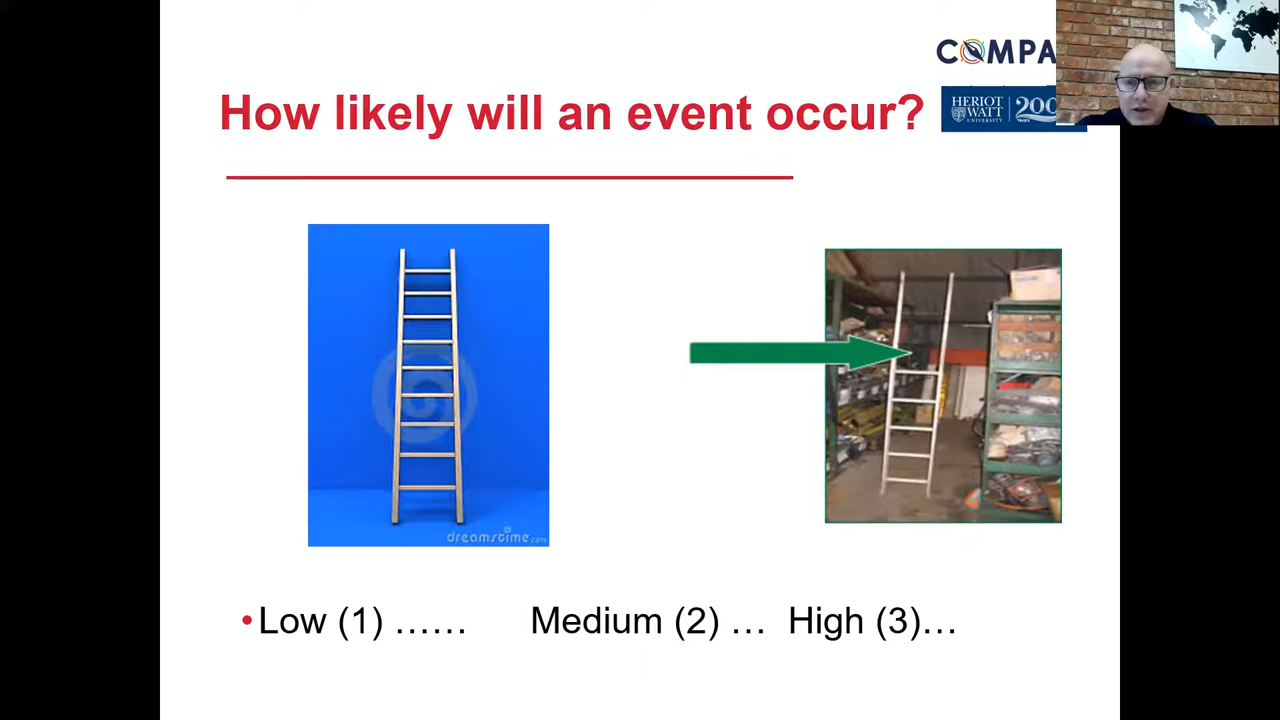 COMPA
How likely will an event occur?
HERIOT
WATT
UNIVERSITY
200
Years
dreamstime.com
•Low (1) …… Medium (2) … High (3)…